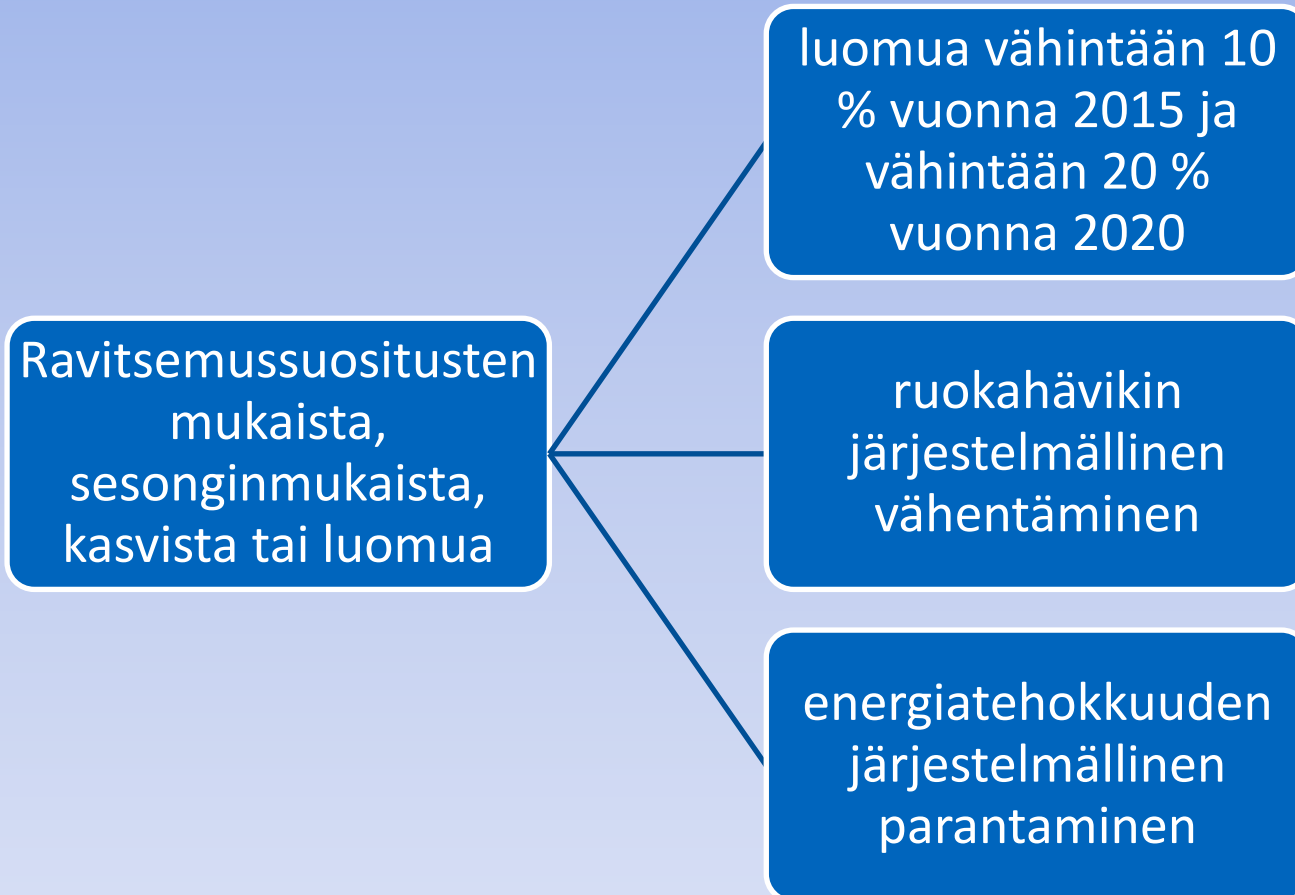 Ravitsemussuositusten
mukaista,
sesonginmukaista,
kasvista tai luomua
luomua vähintään 10
% vuonna 2015 ja
vähintään 20 %
vuonna 2020
ruokahävikin
järjestelmällinen
vähentäminen
energiatehokkuuden
järjestelmällinen
parantaminen